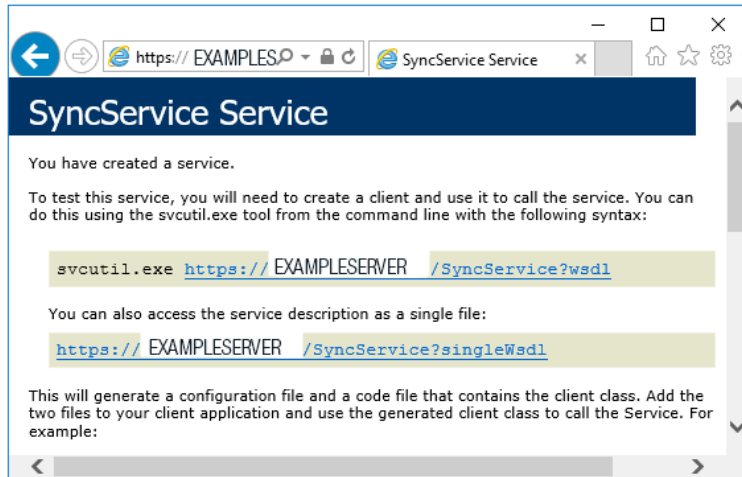 https:// EXAMPLES
SyncService Service
SyncService Service
You have created a service.
To test this service, you will need to create a client and use it to call the service. You can
do this using the svcutil.exe tool from the command line with the following syntax:
svcutil.exe https:// EXAMPLESERVER /SyncService?wsdl
You can also access the service description as a single file:
https:// EXAMPLESERVER /SyncService?singleWsdl
This will generate a configuration file and a code file that contains the client class. Add the
two files to your client application and use the generated client class to call the Service. For
example: